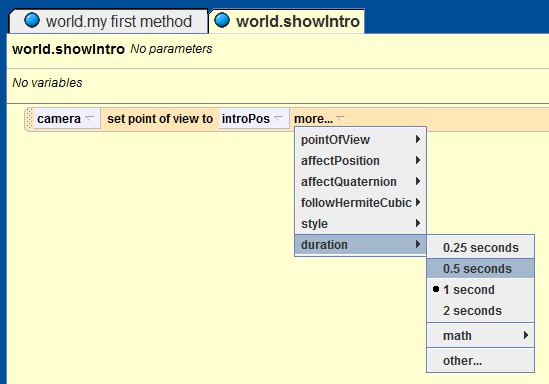 world.my first method world.showIntro
world.showIntro No parameters
No variables
camera set point of view to introPos more...
pointOfView
affectPosition
affectQuaternion
followHermiteCubic
style
duration
0.25 seconds
0.5 seconds
1 second
2 seconds
math
other...